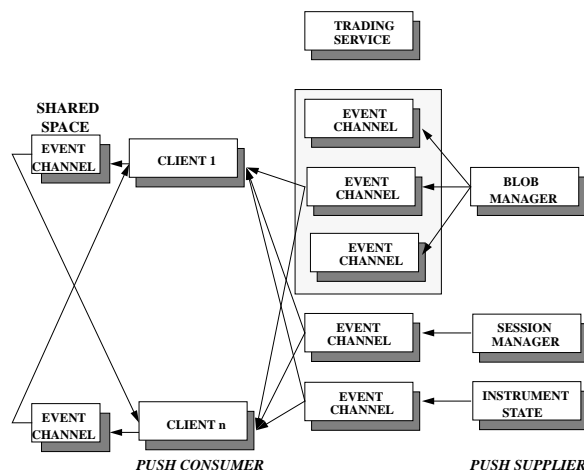 TRADING
SERVICE
SHARED
SPACE
EVENT
CHANNEL
CLIENT 1
EVENT
CHANNEL
EVENT
CHANNEL
EVENT
CHANNEL
BLOB
MANAGER
EVENT
CHANNEL
SESSION
MANAGER
EVENT
CHANNEL
INSTRUMENT
STATE
EVENT
CHANNEL
CLIENT n
PUSH CONSUMER
PUSH SUPPLIER